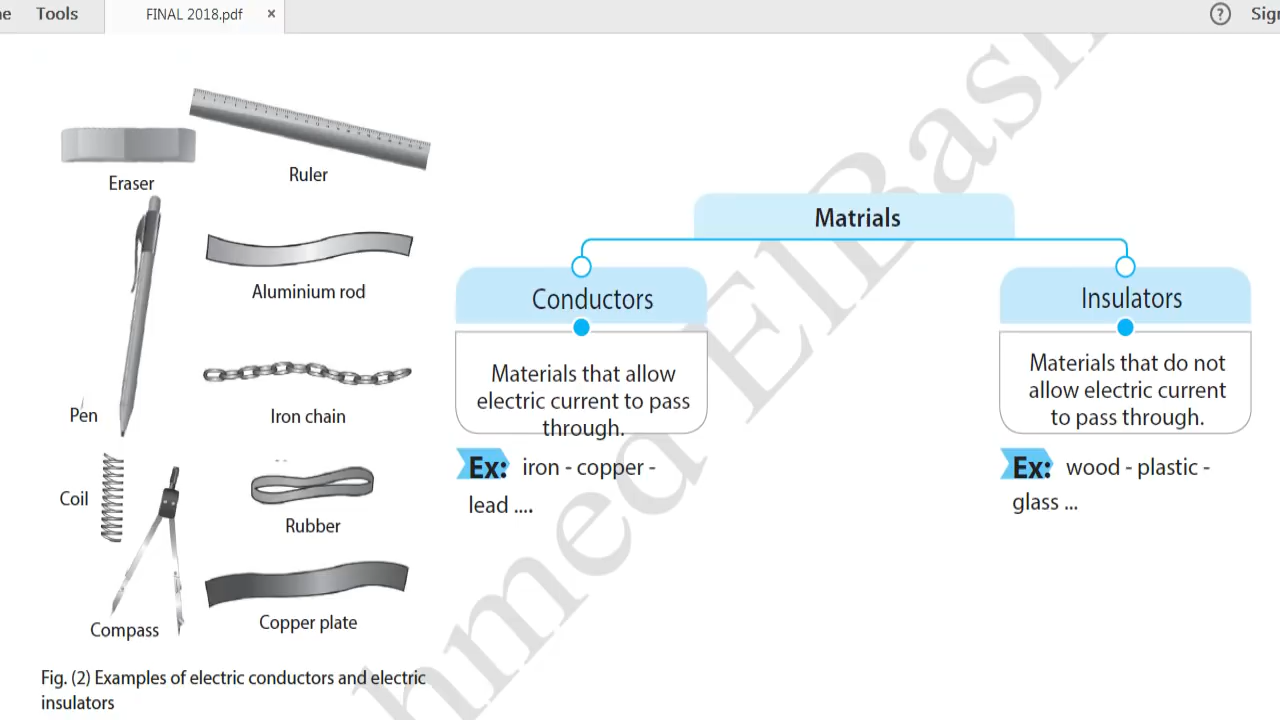 Tools
FINAL 2018.pdf ×
Eraser
Ruler
Pen
Aluminium rod
Iron chain
Coil
Rubber
Compass
Copper plate
Fig. (2) Examples of electric conductors and electric
insulators
Matrials
Conductors
Materials that allow
electric current to pass
through.
Ex: iron - copper -
lead ....
Insulators
Materials that do not
allow electric current
to pass through.
Ex: wood - plastic -
glass ...